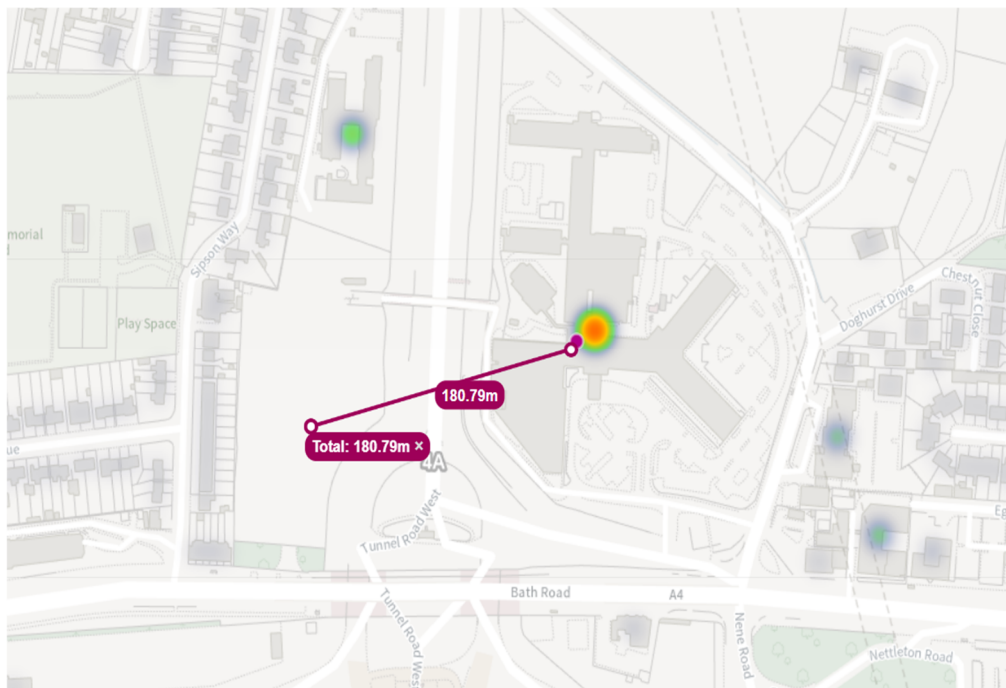 Sipson Way
morial
Play Space
Chestnut Close
Doghurst Drive
180.79m
Total: 180.79m ×
4A
ue
Tunnel Road West
Bath Road
A4
Eg
Tunnel Road West
Nene Road
Nettleton Road